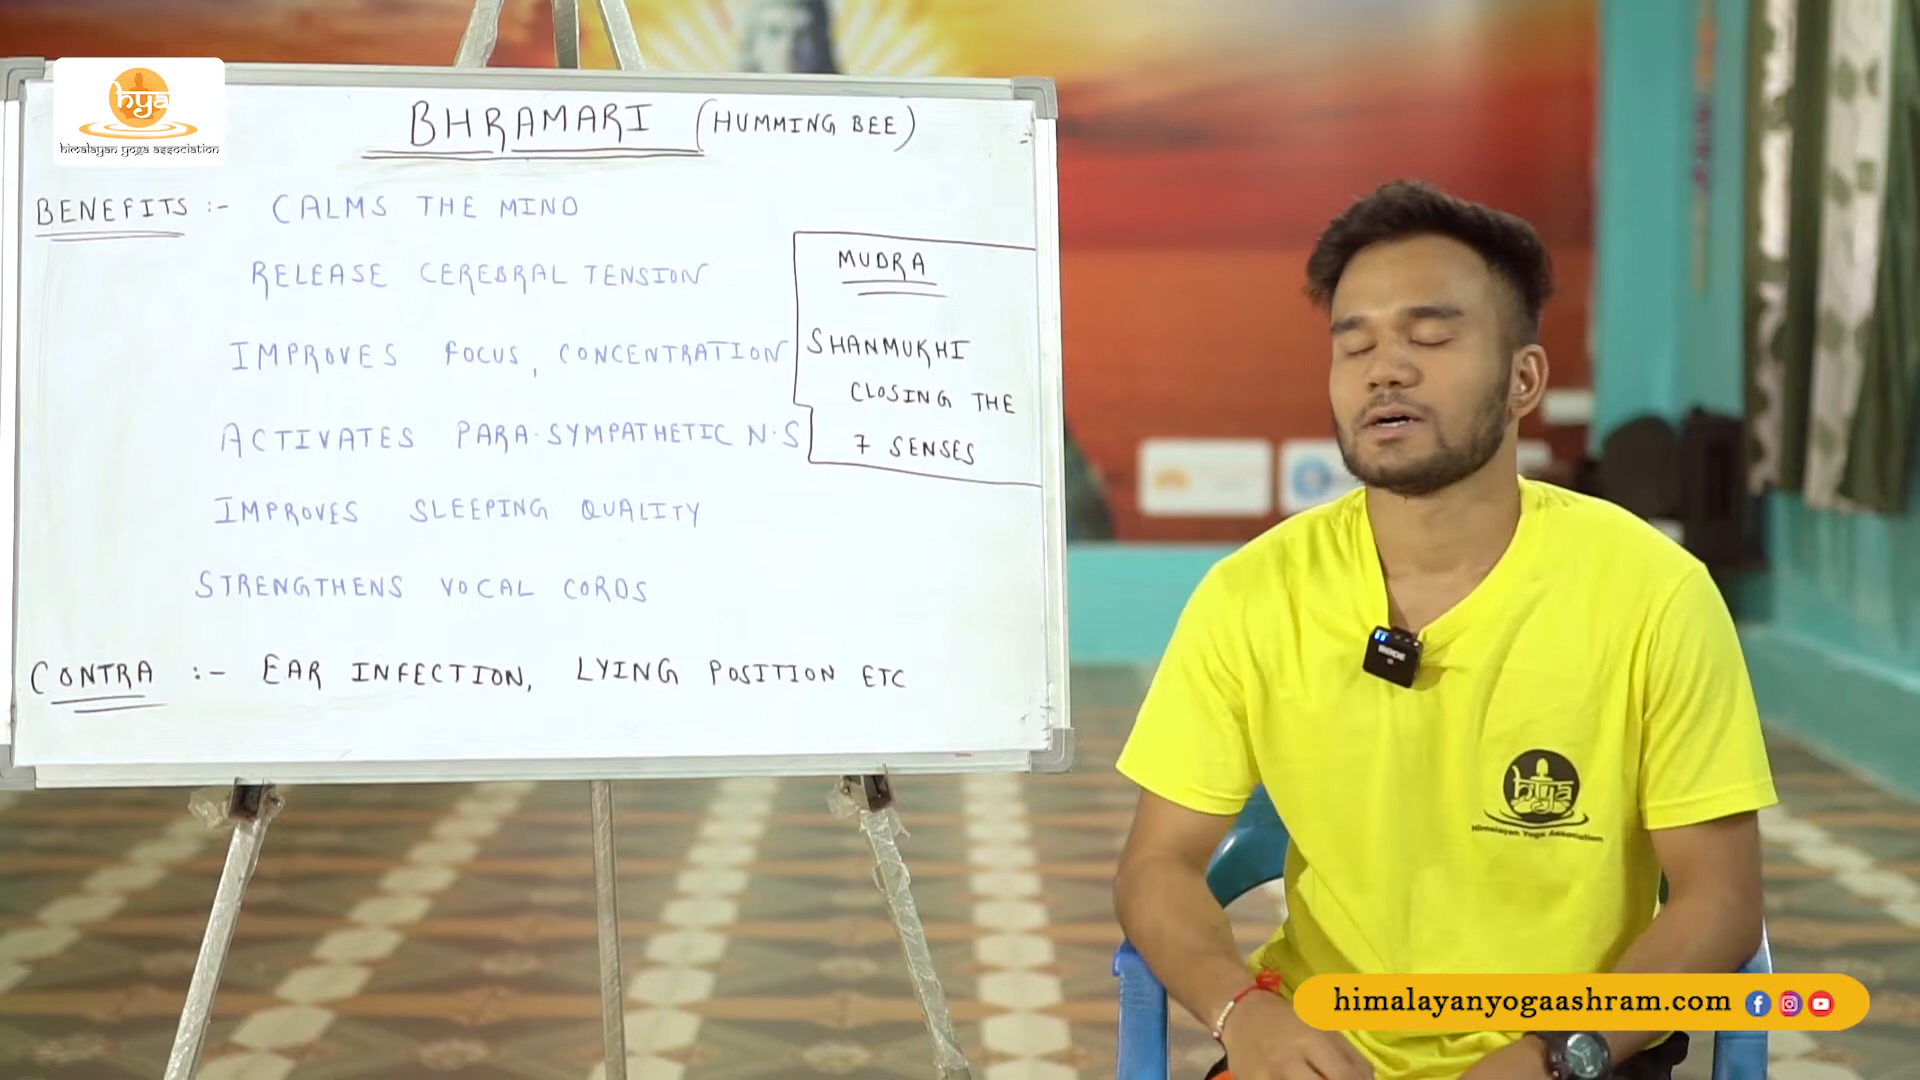 hya
himalayan yoga association
BHRAMARI (HUMMING BEE)
BENEFITS :- CALMS THE MIND
RELEASE CEREBRAL TENSION
IMPROVES FOCUS, CONCENTRATION
ACTIVATES PARA-SYMPATHETIC N.S
IMPROVES SLEEPING QUALITY
STRENGTHENS VOCAL CORDS
MUDRA
SHANMUKHI
CLOSING THE
7 SENSES
CONTRA :- EAR INFECTION, LYING POSITION ETC
hya
Himalayan Yoga Association
himalayanyogaashram.com